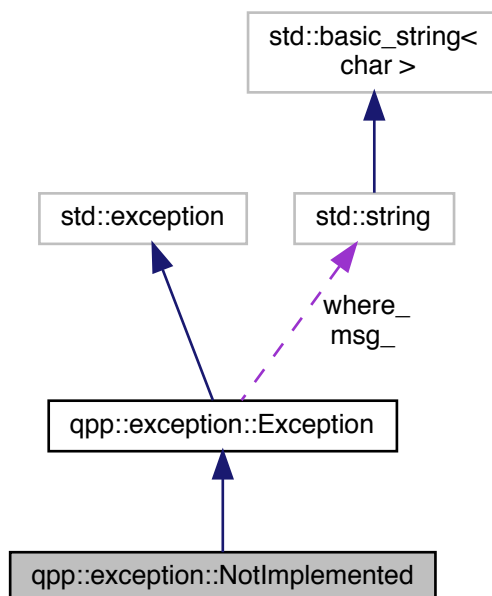 std::basic_string<
char >
std::exception
std::string
where_
msg_
qpp::exception::Exception
qpp::exception::NotImplemented